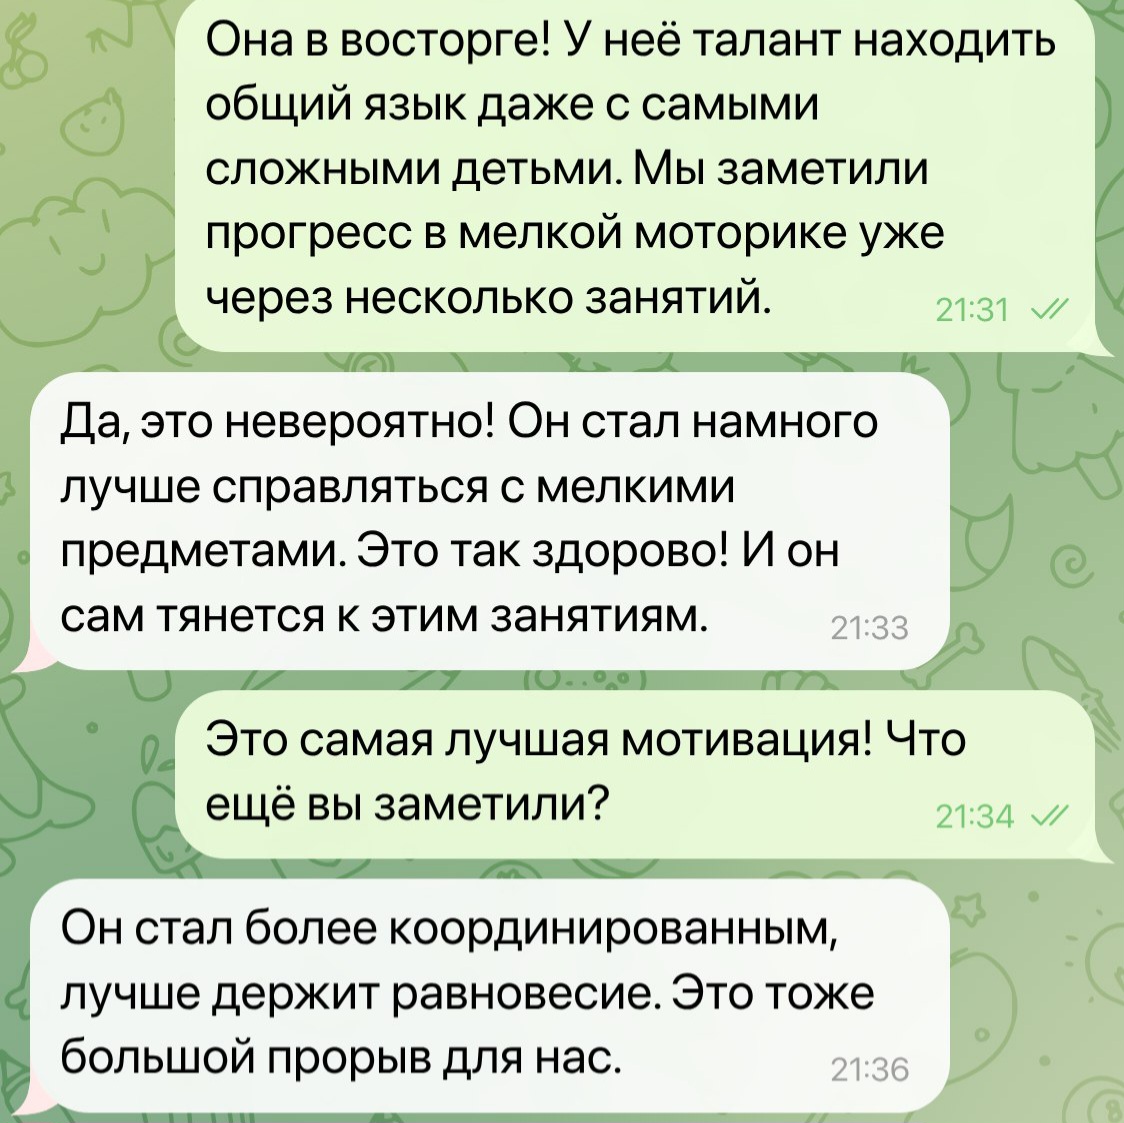 Она в восторге! У неё талант находить
общий язык даже с самыми
сложными детьми. Мы заметили
прогресс в мелкой моторике уже
через несколько занятий.
21:31
Да, это невероятно! Он стал намного
лучше справляться с мелкими
предметами. Это так здорово! И он
сам тянется к этим занятиям.
21:33
Это самая лучшая мотивация! Что
ещё вы заметили?
21:34
Он стал более координированным,
лучше держит равновесие. Это тоже
большой прорыв для нас.
21:36